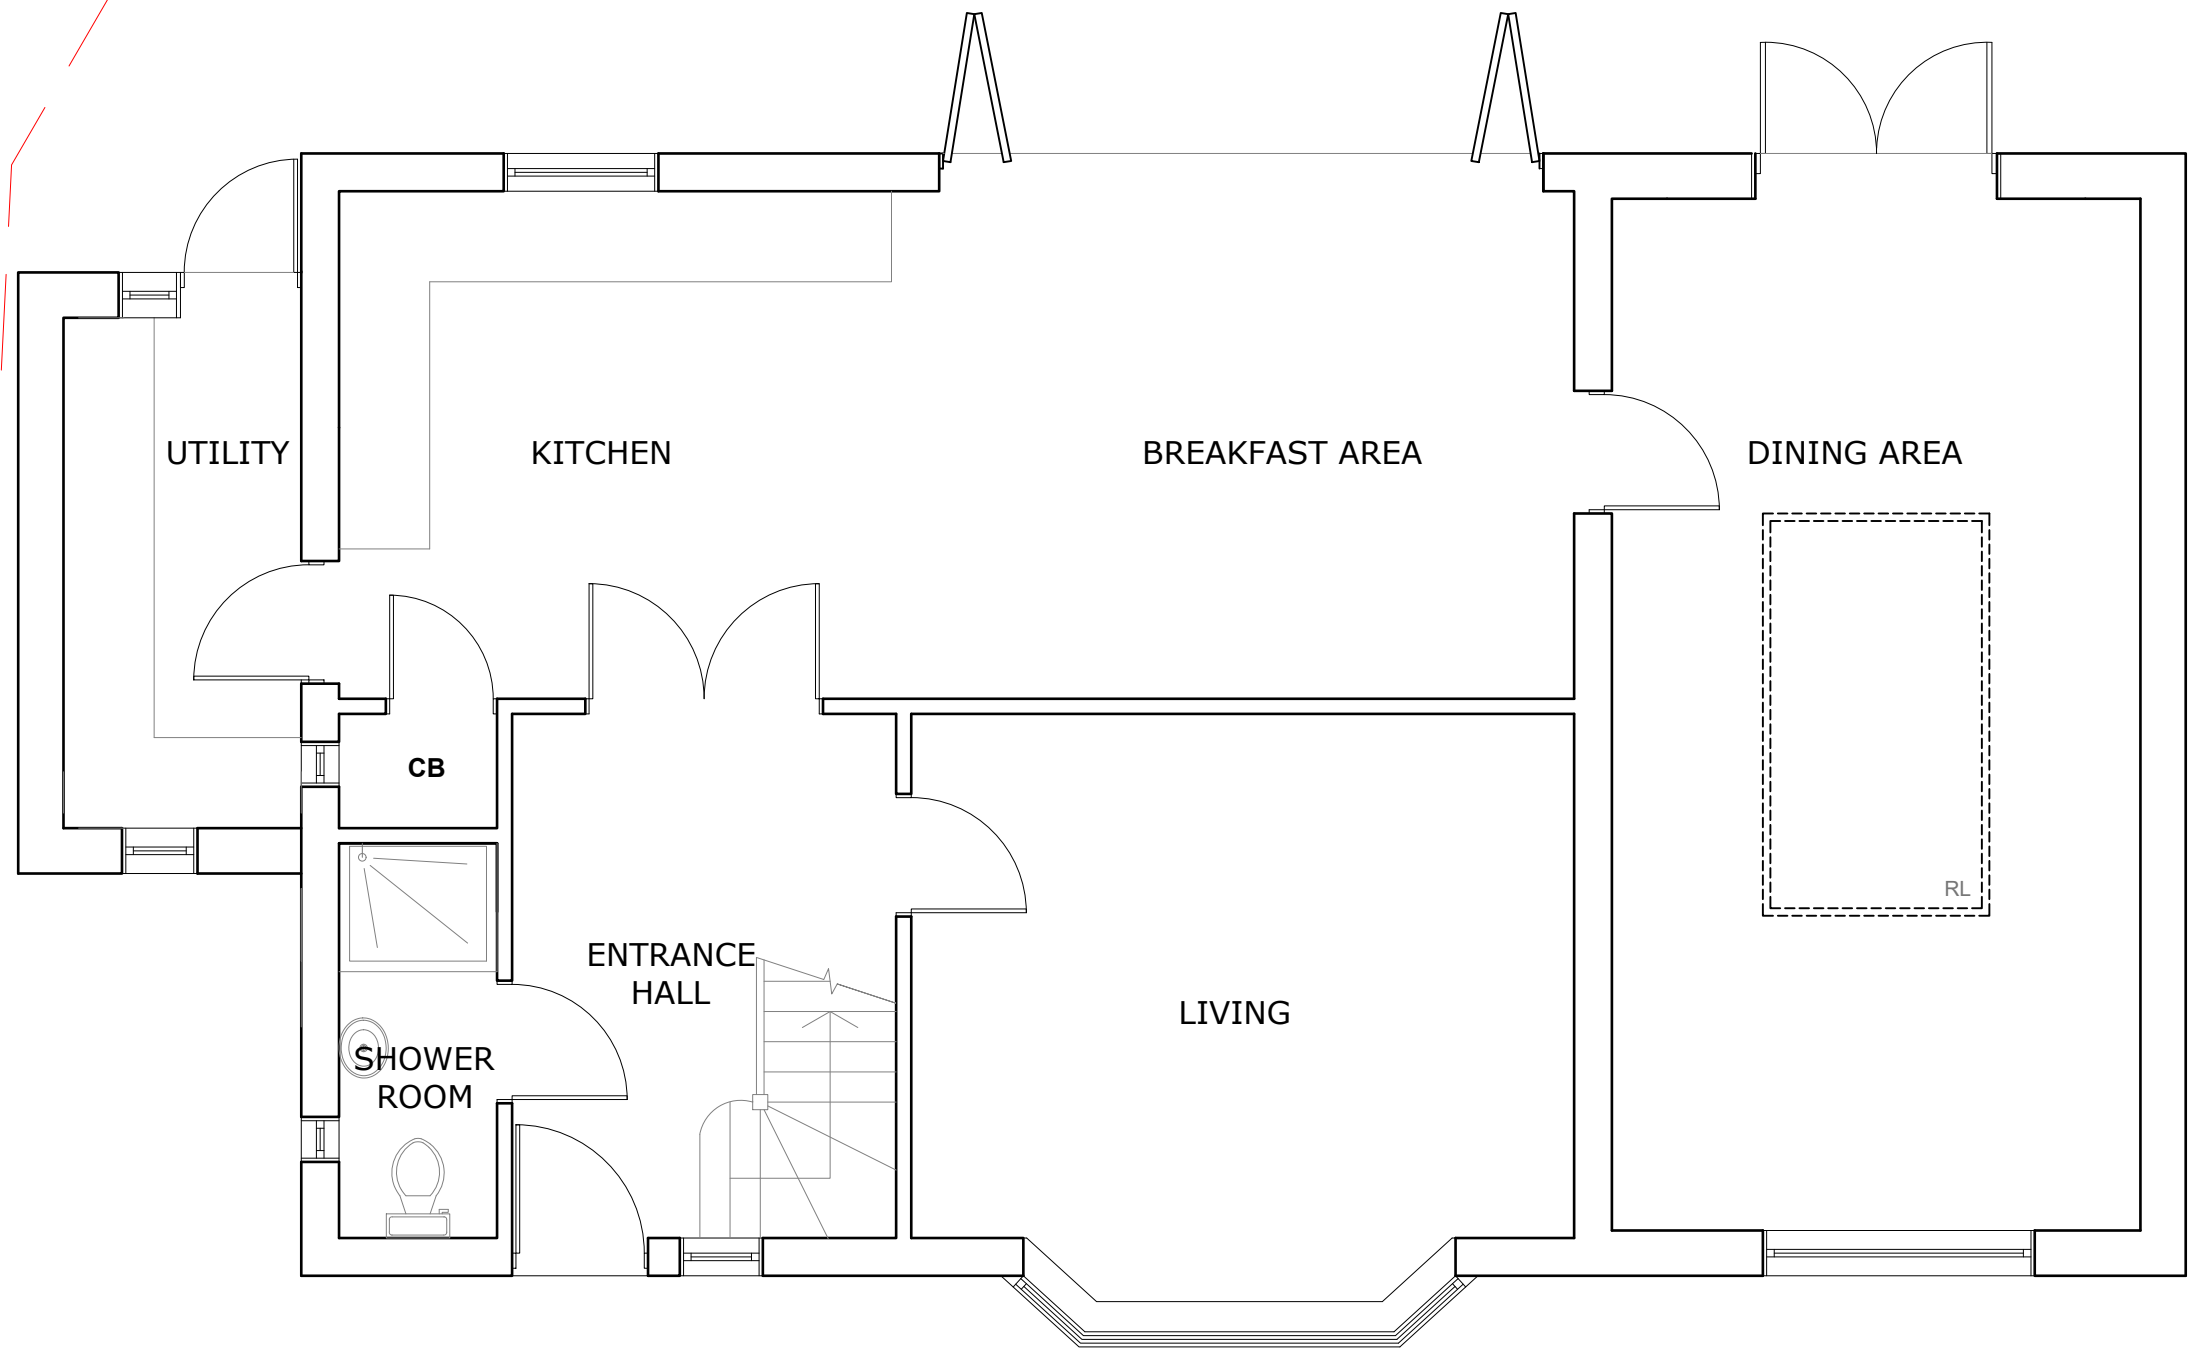 UTILITY
KITCHEN
BREAKFAST AREA
DINING AREA
CB
RL
ENTRANCE
HALL
LIVING
SHOWER
ROOM